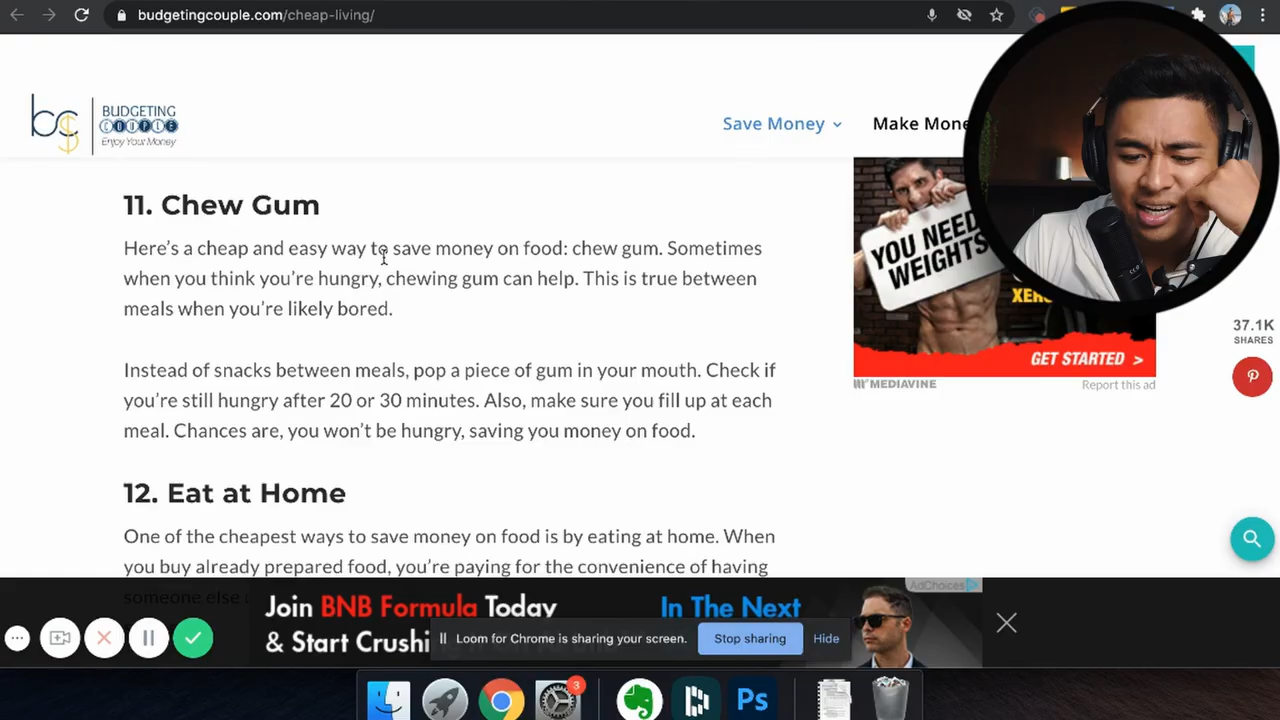 budgetingcouple.com/cheap-living/
BUDGETING
COUPLE
Enjoy Your Money
Save Money
Make Mone
11. Chew Gum
Here's a cheap and easy way to save money on food: chew gum. Sometimes
when you think you're hungry, chewing gum can help. This is true between
meals when you're likely bored.
Instead of snacks between meals, pop a piece of gum in your mouth. Check if
you're still hungry after 20 or 30 minutes. Also, make sure you fill up at each
meal. Chances are, you won't be hungry, saving you money on food.
12. Eat at Home
One of the cheapest ways to save money on food is by eating at home. When
you buy already prepared food, you're paying for the convenience of having
someone else
YOU NEED
WEIGHTS
GET STARTED >
MEDIAVINE
Report this ad
37.1K
SHARES
AdChoices
Join BNB Formula Today
& Start Crushi
In The Next
Loom for Chrome is sharing your screen.
Stop sharing
Hide
3
Ps